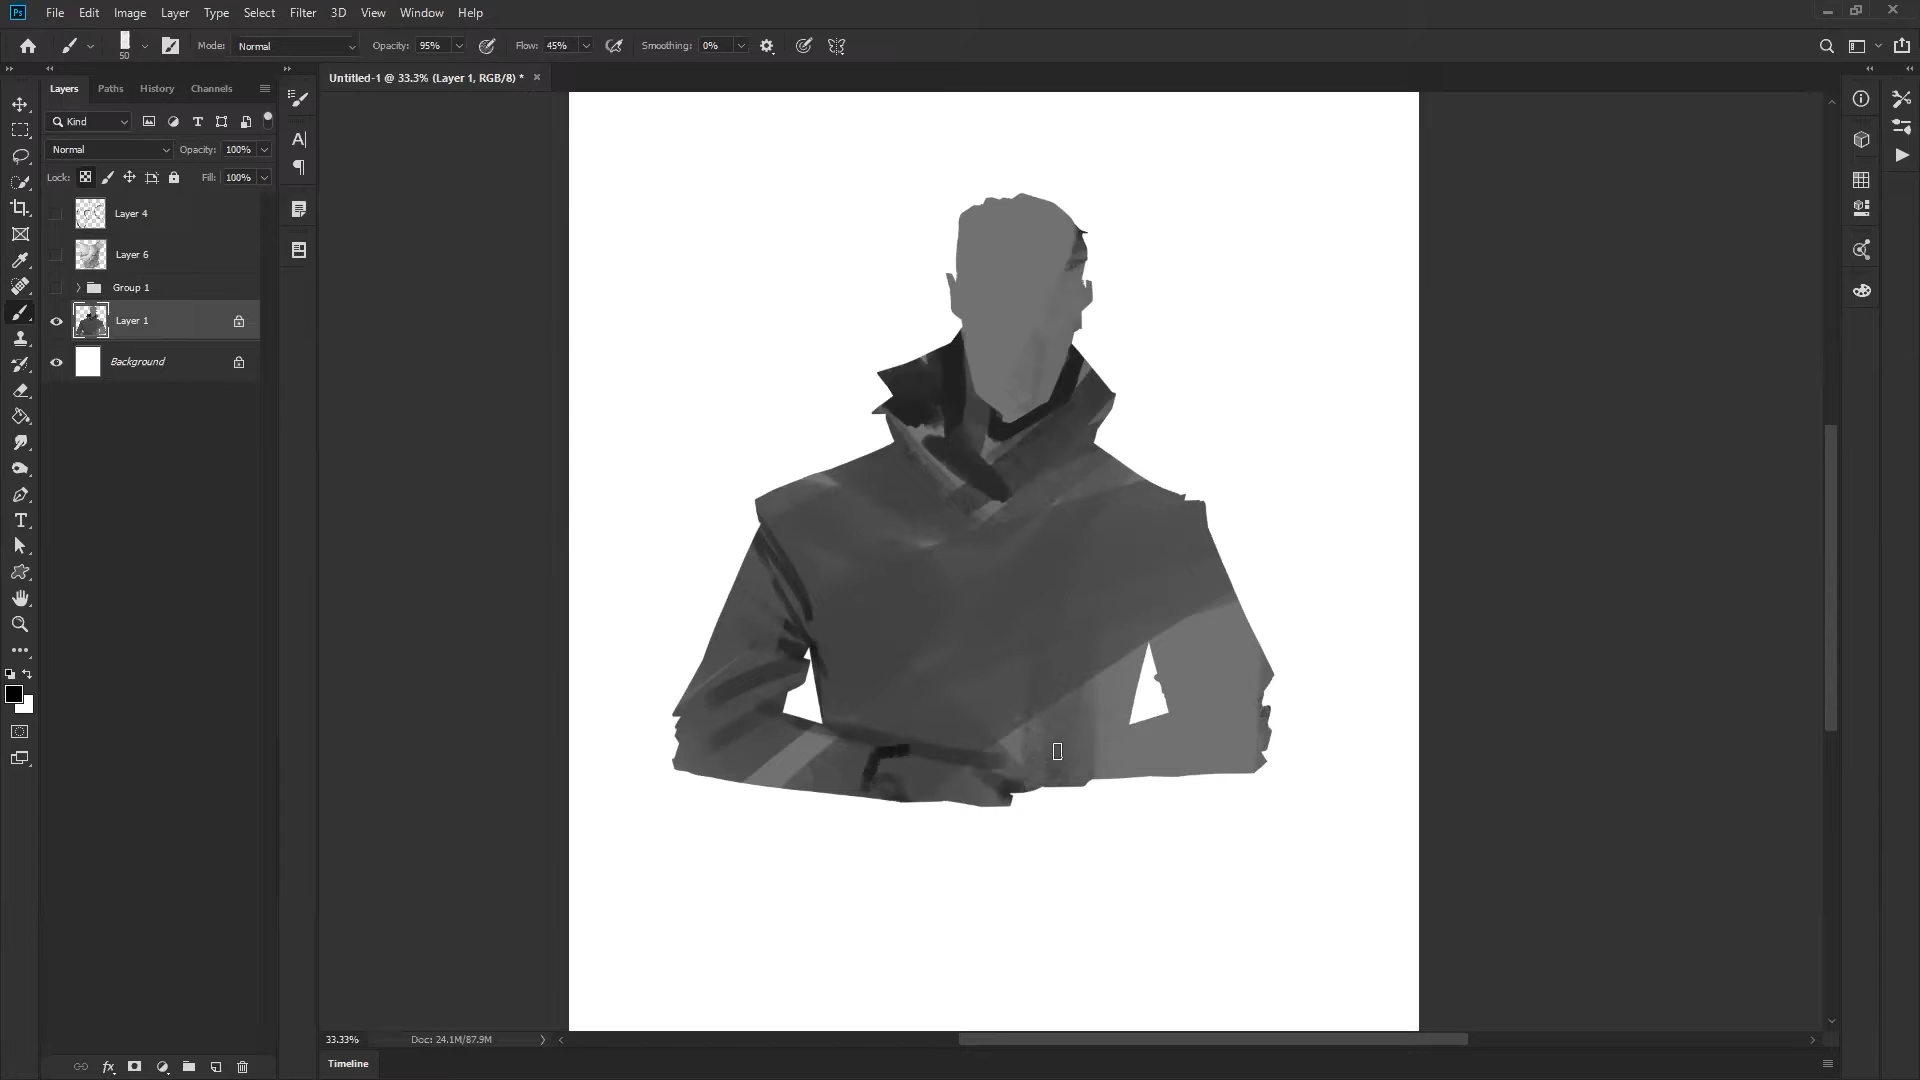 Ps File Edit Image Layer Type Select Filter 3D View Window Help
50 Mode: Normal Opacity: 95% Flow: 45% Smoothing: 0%
Untitled-1 @ 33.3% (Layer 1, RGB/8) *
Layers Paths History Channels
Kind
Normal Opacity: 100%
Lock: Fill: 100%
Layer 4
Layer 6
Group 1
Layer 1
Background
33.33% Doc: 24.1M/87.9M
Timeline